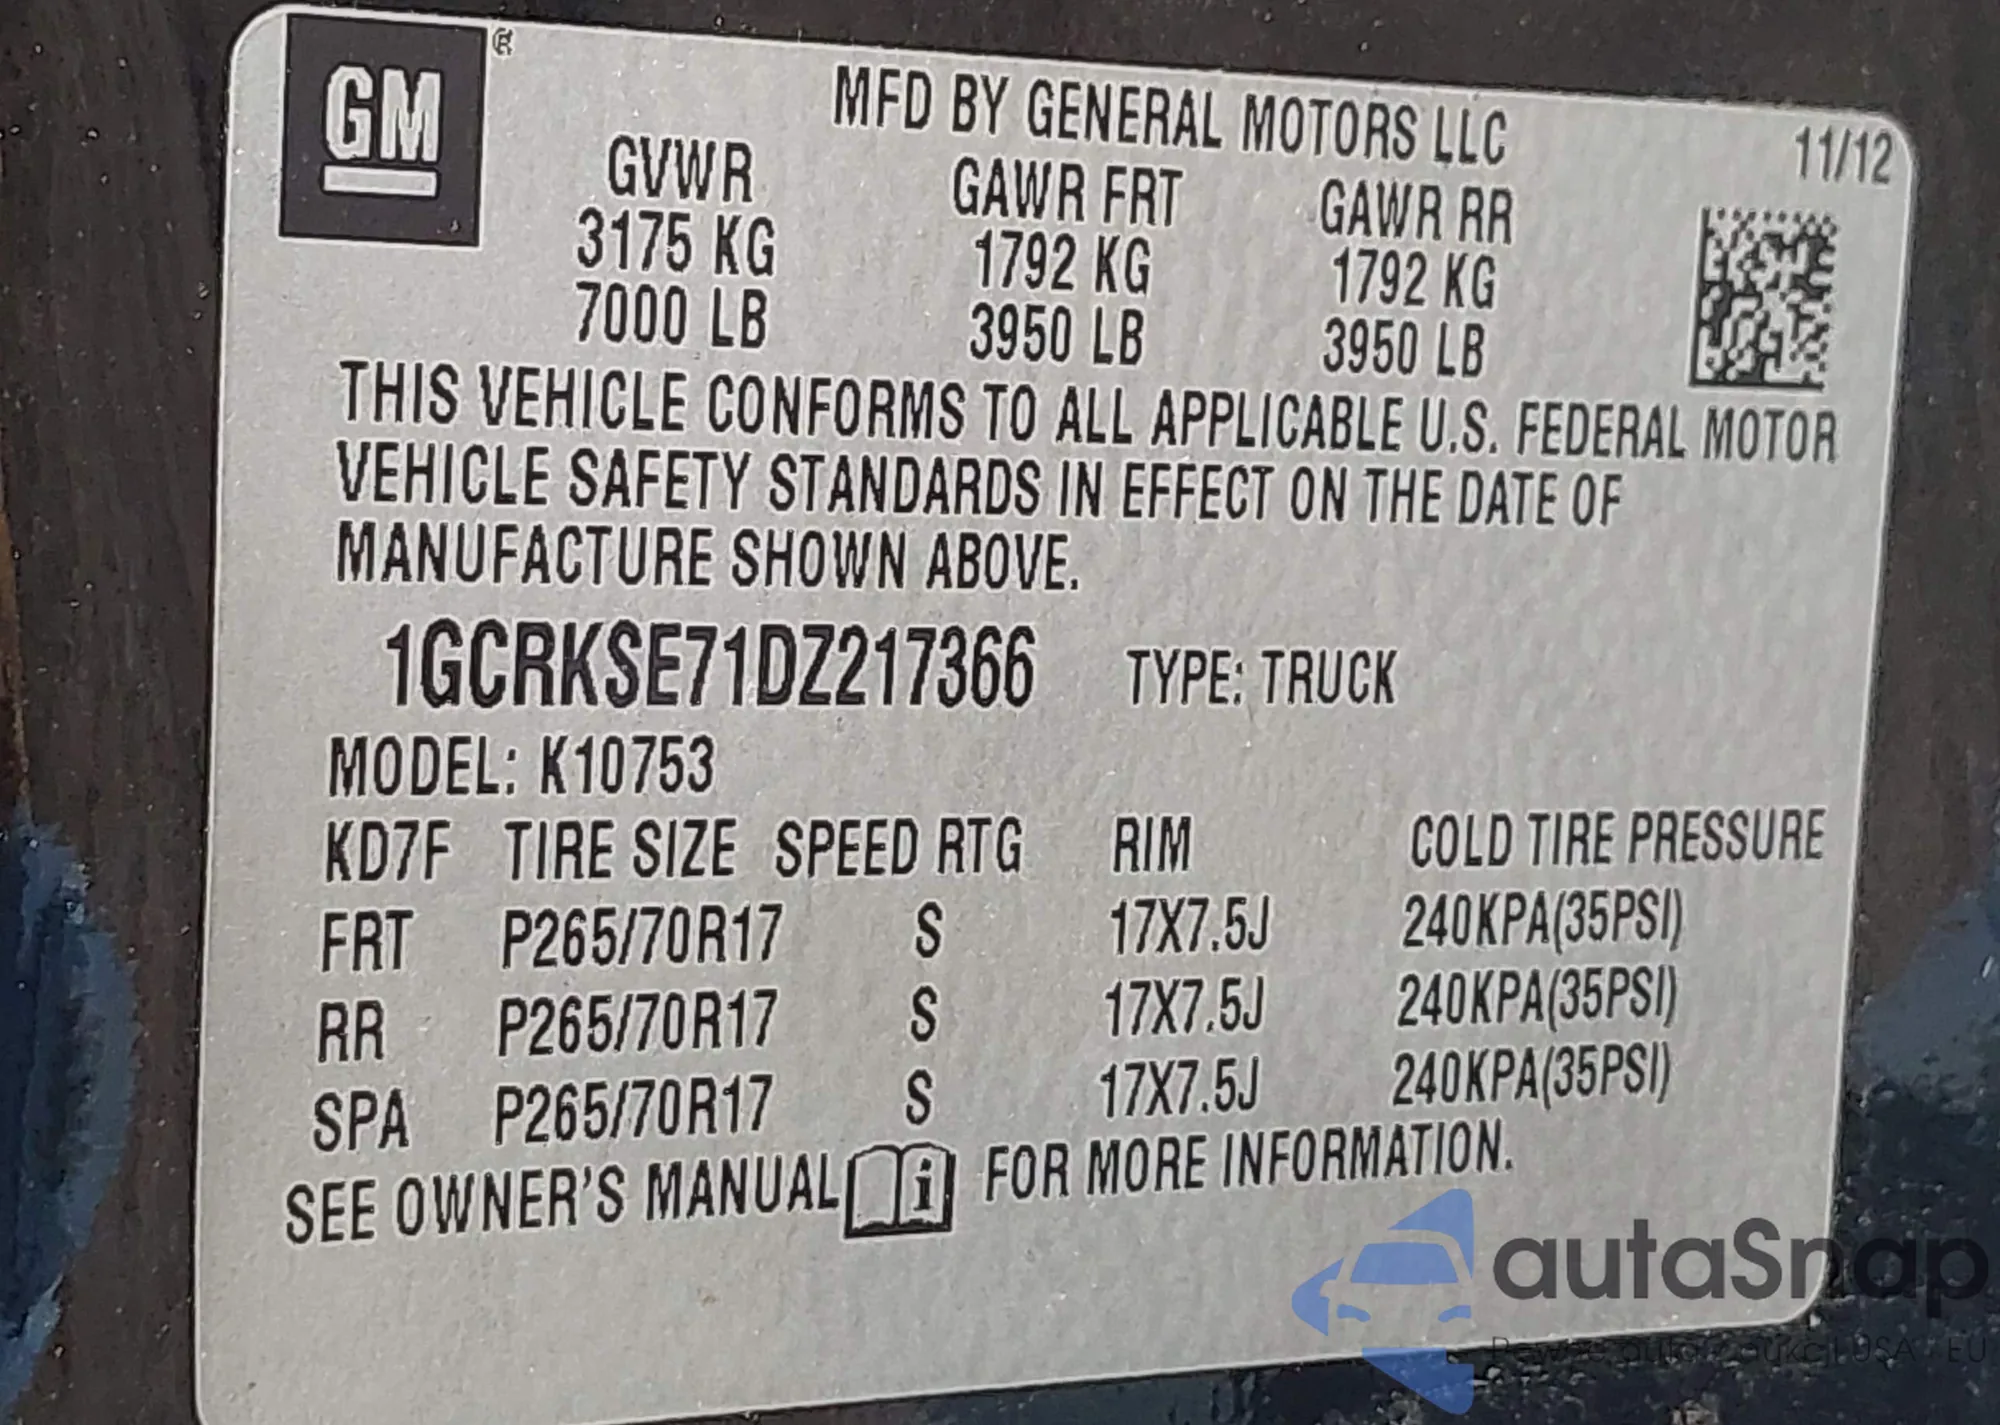 GM ®
MFD BY GENERAL MOTORS LLC 11/12
GVWR GAWR FRT GAWR RR
3175 KG 1792 KG 1792 KG
7000 LB 3950 LB 3950 LB
THIS VEHICLE CONFORMS TO ALL APPLICABLE U.S. FEDERAL MOTOR
VEHICLE SAFETY STANDARDS IN EFFECT ON THE DATE OF
MANUFACTURE SHOWN ABOVE.
1GCRKSE71DZ217366 TYPE: TRUCK
MODEL: K10753
KD7F TIRE SIZE SPEED RTG RIM COLD TIRE PRESSURE
FRT P265/70R17 S 17X7.5J 240KPA(35PSI)
RR P265/70R17 S 17X7.5J 240KPA(35PSI)
SPA P265/70R17 S 17X7.5J 240KPA(35PSI)
SEE OWNER'S MANUAL i FOR MORE INFORMATION.
autaSnap
auta z aukcji USA EU